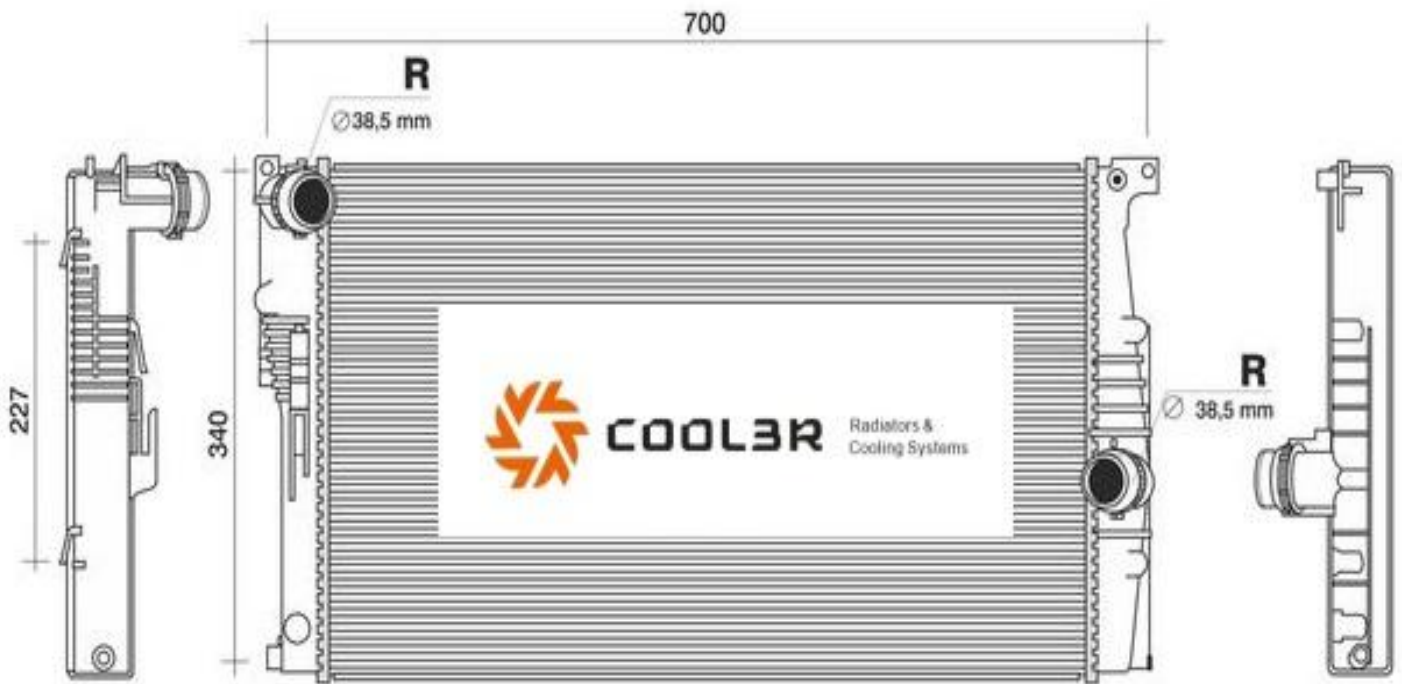 700
R
∅38,5 mm
227
340
R
∅ 38,5 mm
COOL3R
Radiators &
Cooling Systems